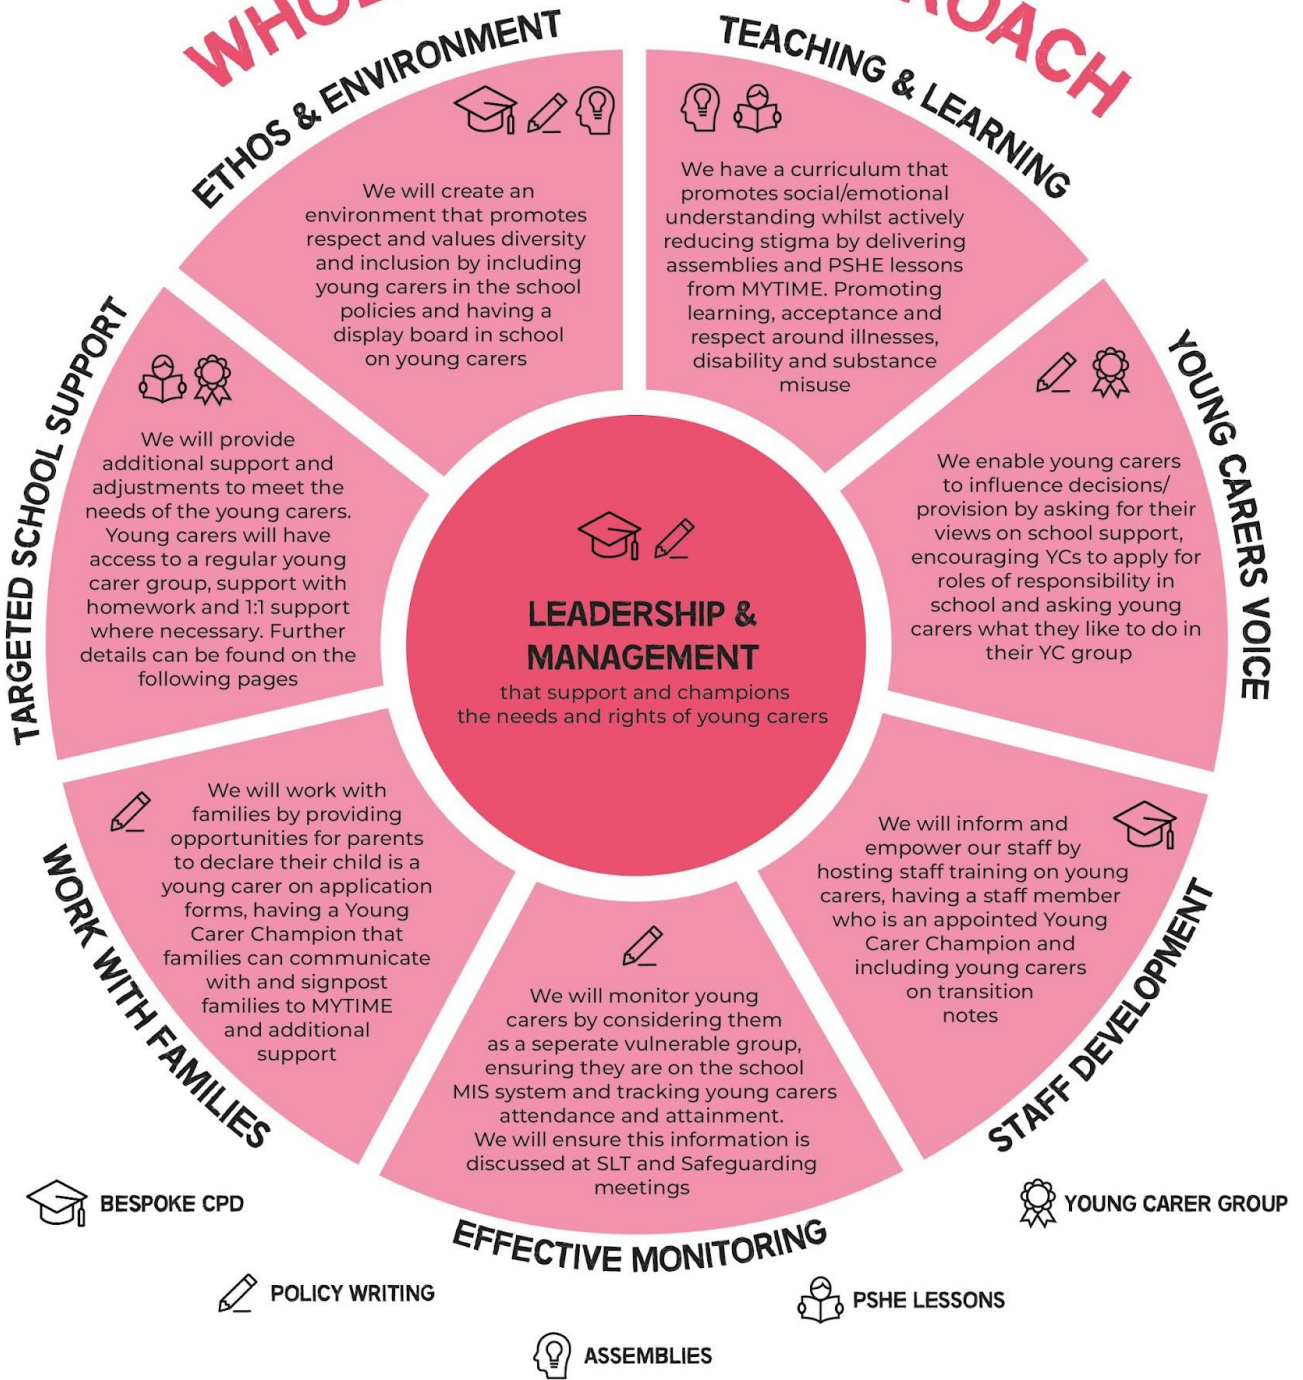 ETHOS & ENVIRONMENT
We will create an
environment that promotes
respect and values diversity
and inclusion by including
young carers in the school
policies and having a
display board in school
on young carers
TEACHING & LEARNING
We have a curriculum that
promotes social/emotional
understanding whilst actively
reducing stigma by delivering
assemblies and PSHE lessons
from MYTIME. Promoting
learning, acceptance and
respect around illnesses,
disability and substance
misuse
YOUNG CARERS VOICE
We enable young carers
to influence decisions/
provision by asking for their
views on school support,
encouraging YCs to apply for
roles of responsibility in
school and asking young
carers what they like to do in
their YC group
STAFF DEVELOPMENT
We will inform and
empower our staff by
hosting staff training on young
carers, having a staff member
who is an appointed Young
Carer Champion and
including young carers
on transition
notes
EFFECTIVE MONITORING
We will monitor young
carers by considering them
as a seperate vulnerable group,
ensuring they are on the school
MIS system and tracking young carers
attendance and attainment.
We will ensure this information is
discussed at SLT and Safeguarding
meetings
WORK WITH FAMILIES
We will work with
families by providing
opportunities for parents
to declare their child is a
young carer on application
forms, having a Young
Carer Champion that
families can communicate
with and signpost
families to MYTIME
and additional
support
TARGETED SCHOOL SUPPORT
We will provide
additional support and
adjustments to meet the
needs of the young carers.
Young carers will have
access to a regular young
carer group, support with
homework and 1:1 support
where necessary. Further
details can be found on the
following pages
LEADERSHIP &
MANAGEMENT
that support and champions
the needs and rights of young carers
BESPOKE CPD
POLICY WRITING
ASSEMBLIES
PSHE LESSONS
YOUNG CARER GROUP